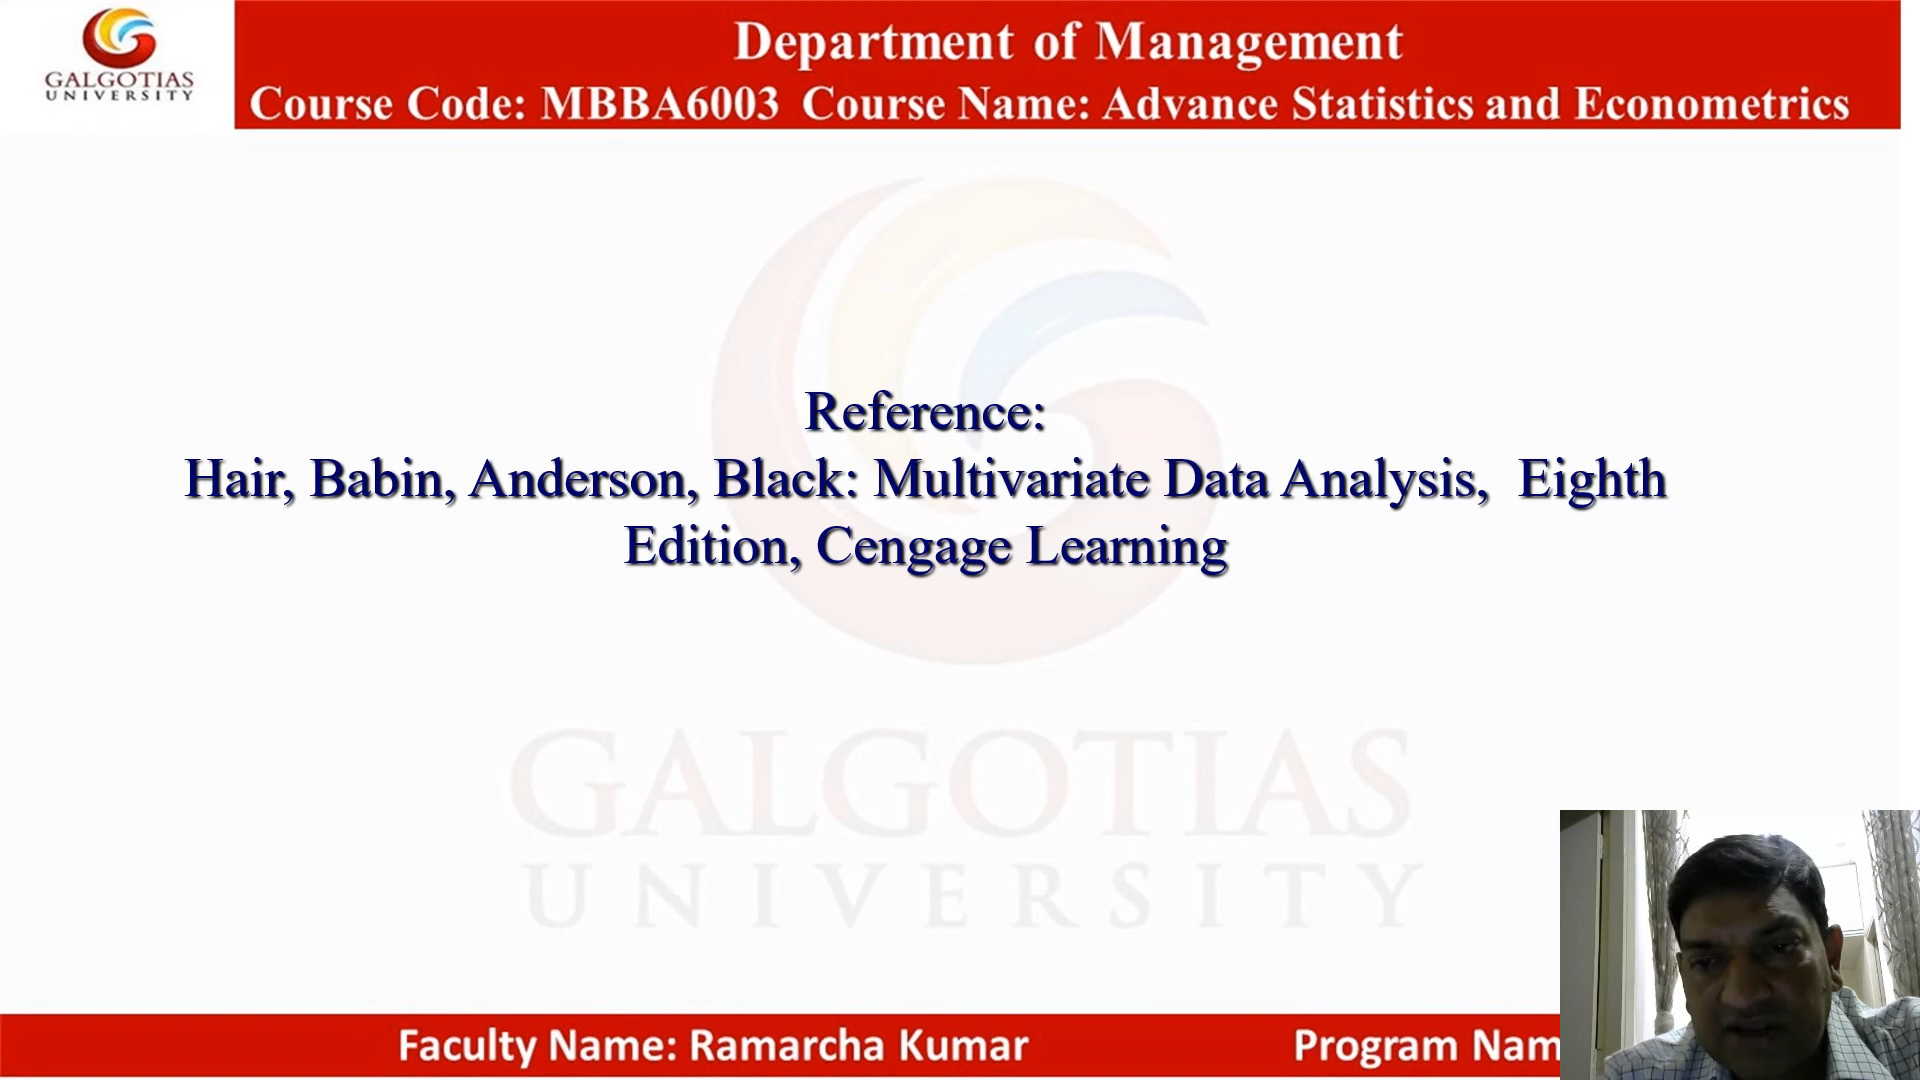 GALGOTIAS
UNIVERSITY
Department of Management
Course Code: MBBA6003 Course Name: Advance Statistics and Econometrics
Reference:
Hair, Babin, Anderson, Black: Multivariate Data Analysis, Eighth
Edition, Cengage Learning
GALGOTIAS
UNIVERSITY
Faculty Name: Ramarcha Kumar
Program Nam